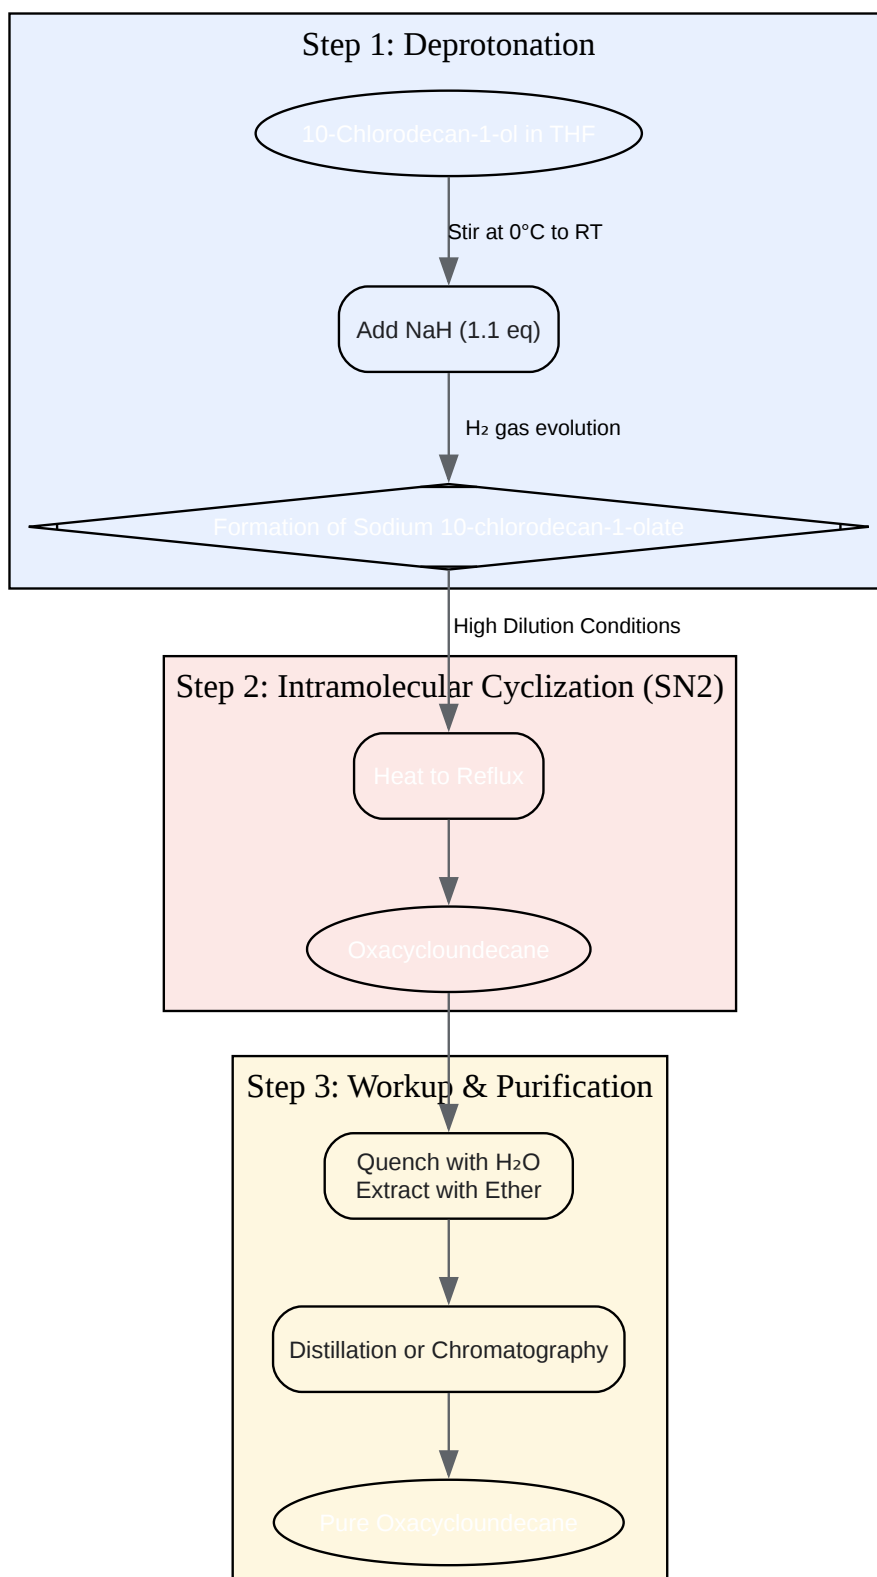 Step 1: Deprotonation
10-Chlorodecan-1-ol in THF
Stir at 0°C to RT
Add NaH (1.1 eq)
H₂ gas evolution
Formation of Sodium 10-chlorodecan-1-olate
High Dilution Conditions
Step 2: Intramolecular Cyclization (SN2)
Heat to Reflux
Oxacycloundecane
Step 3: Workup & Purification
Quench with H₂O
Extract with Ether
Distillation or Chromatography
Pure Oxacycloundecane